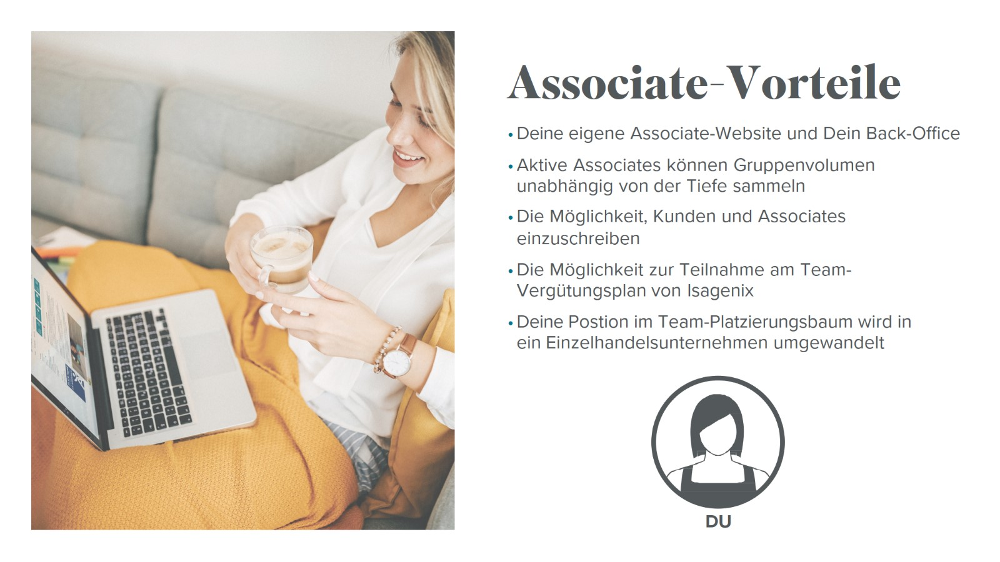 Associate-Vorteile
• Deine eigene Associate-Website und Dein Back-Office
• Aktive Associates können Gruppenvolumen
unabhängig von der Tiefe sammeln
• Die Möglichkeit, Kunden und Associates
einzuschreiben
• Die Möglichkeit zur Teilnahme am Team-
Vergütungsplan von Isagenix
• Deine Postion im Team-Platzierungsbaum wird in
ein Einzelhandelsunternehmen umgewandelt
DU